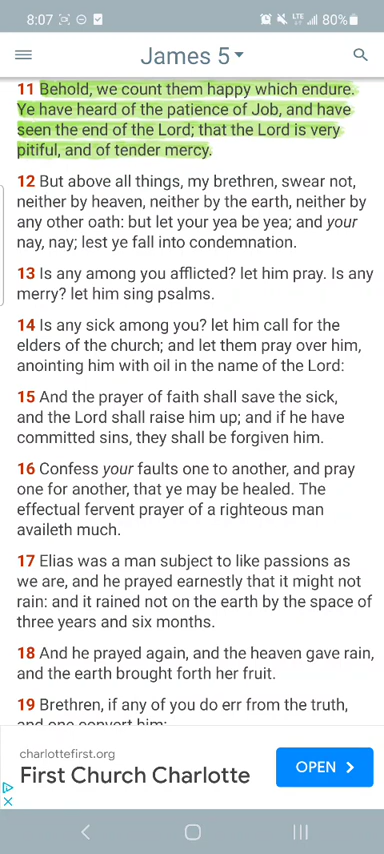 8:07 LTE 80%
James 5
11 Behold, we count them happy which endure.
Ye have heard of the patience of Job, and have
seen the end of the Lord; that the Lord is very
pitiful, and of tender mercy.
12 But above all things, my brethren, swear not,
neither by heaven, neither by the earth, neither by
any other oath: but let your yea be yea; and your
nay, nay; lest ye fall into condemnation.
13 Is any among you afflicted? let him pray. Is any
merry? let him sing psalms.
14 Is any sick among you? let him call for the
elders of the church; and let them pray over him,
anointing him with oil in the name of the Lord:
15 And the prayer of faith shall save the sick,
and the Lord shall raise him up; and if he have
committed sins, they shall be forgiven him.
16 Confess your faults one to another, and pray
one for another, that ye may be healed. The
effectual fervent prayer of a righteous man
availeth much.
17 Elias was a man subject to like passions as
we are, and he prayed earnestly that it might not
rain: and it rained not on the earth by the space of
three years and six months.
18 And he prayed again, and the heaven gave rain,
and the earth brought forth her fruit.
19 Brethren, if any of you do err from the truth,
and one convert him;
charlottefirst.org
First Church Charlotte
OPEN